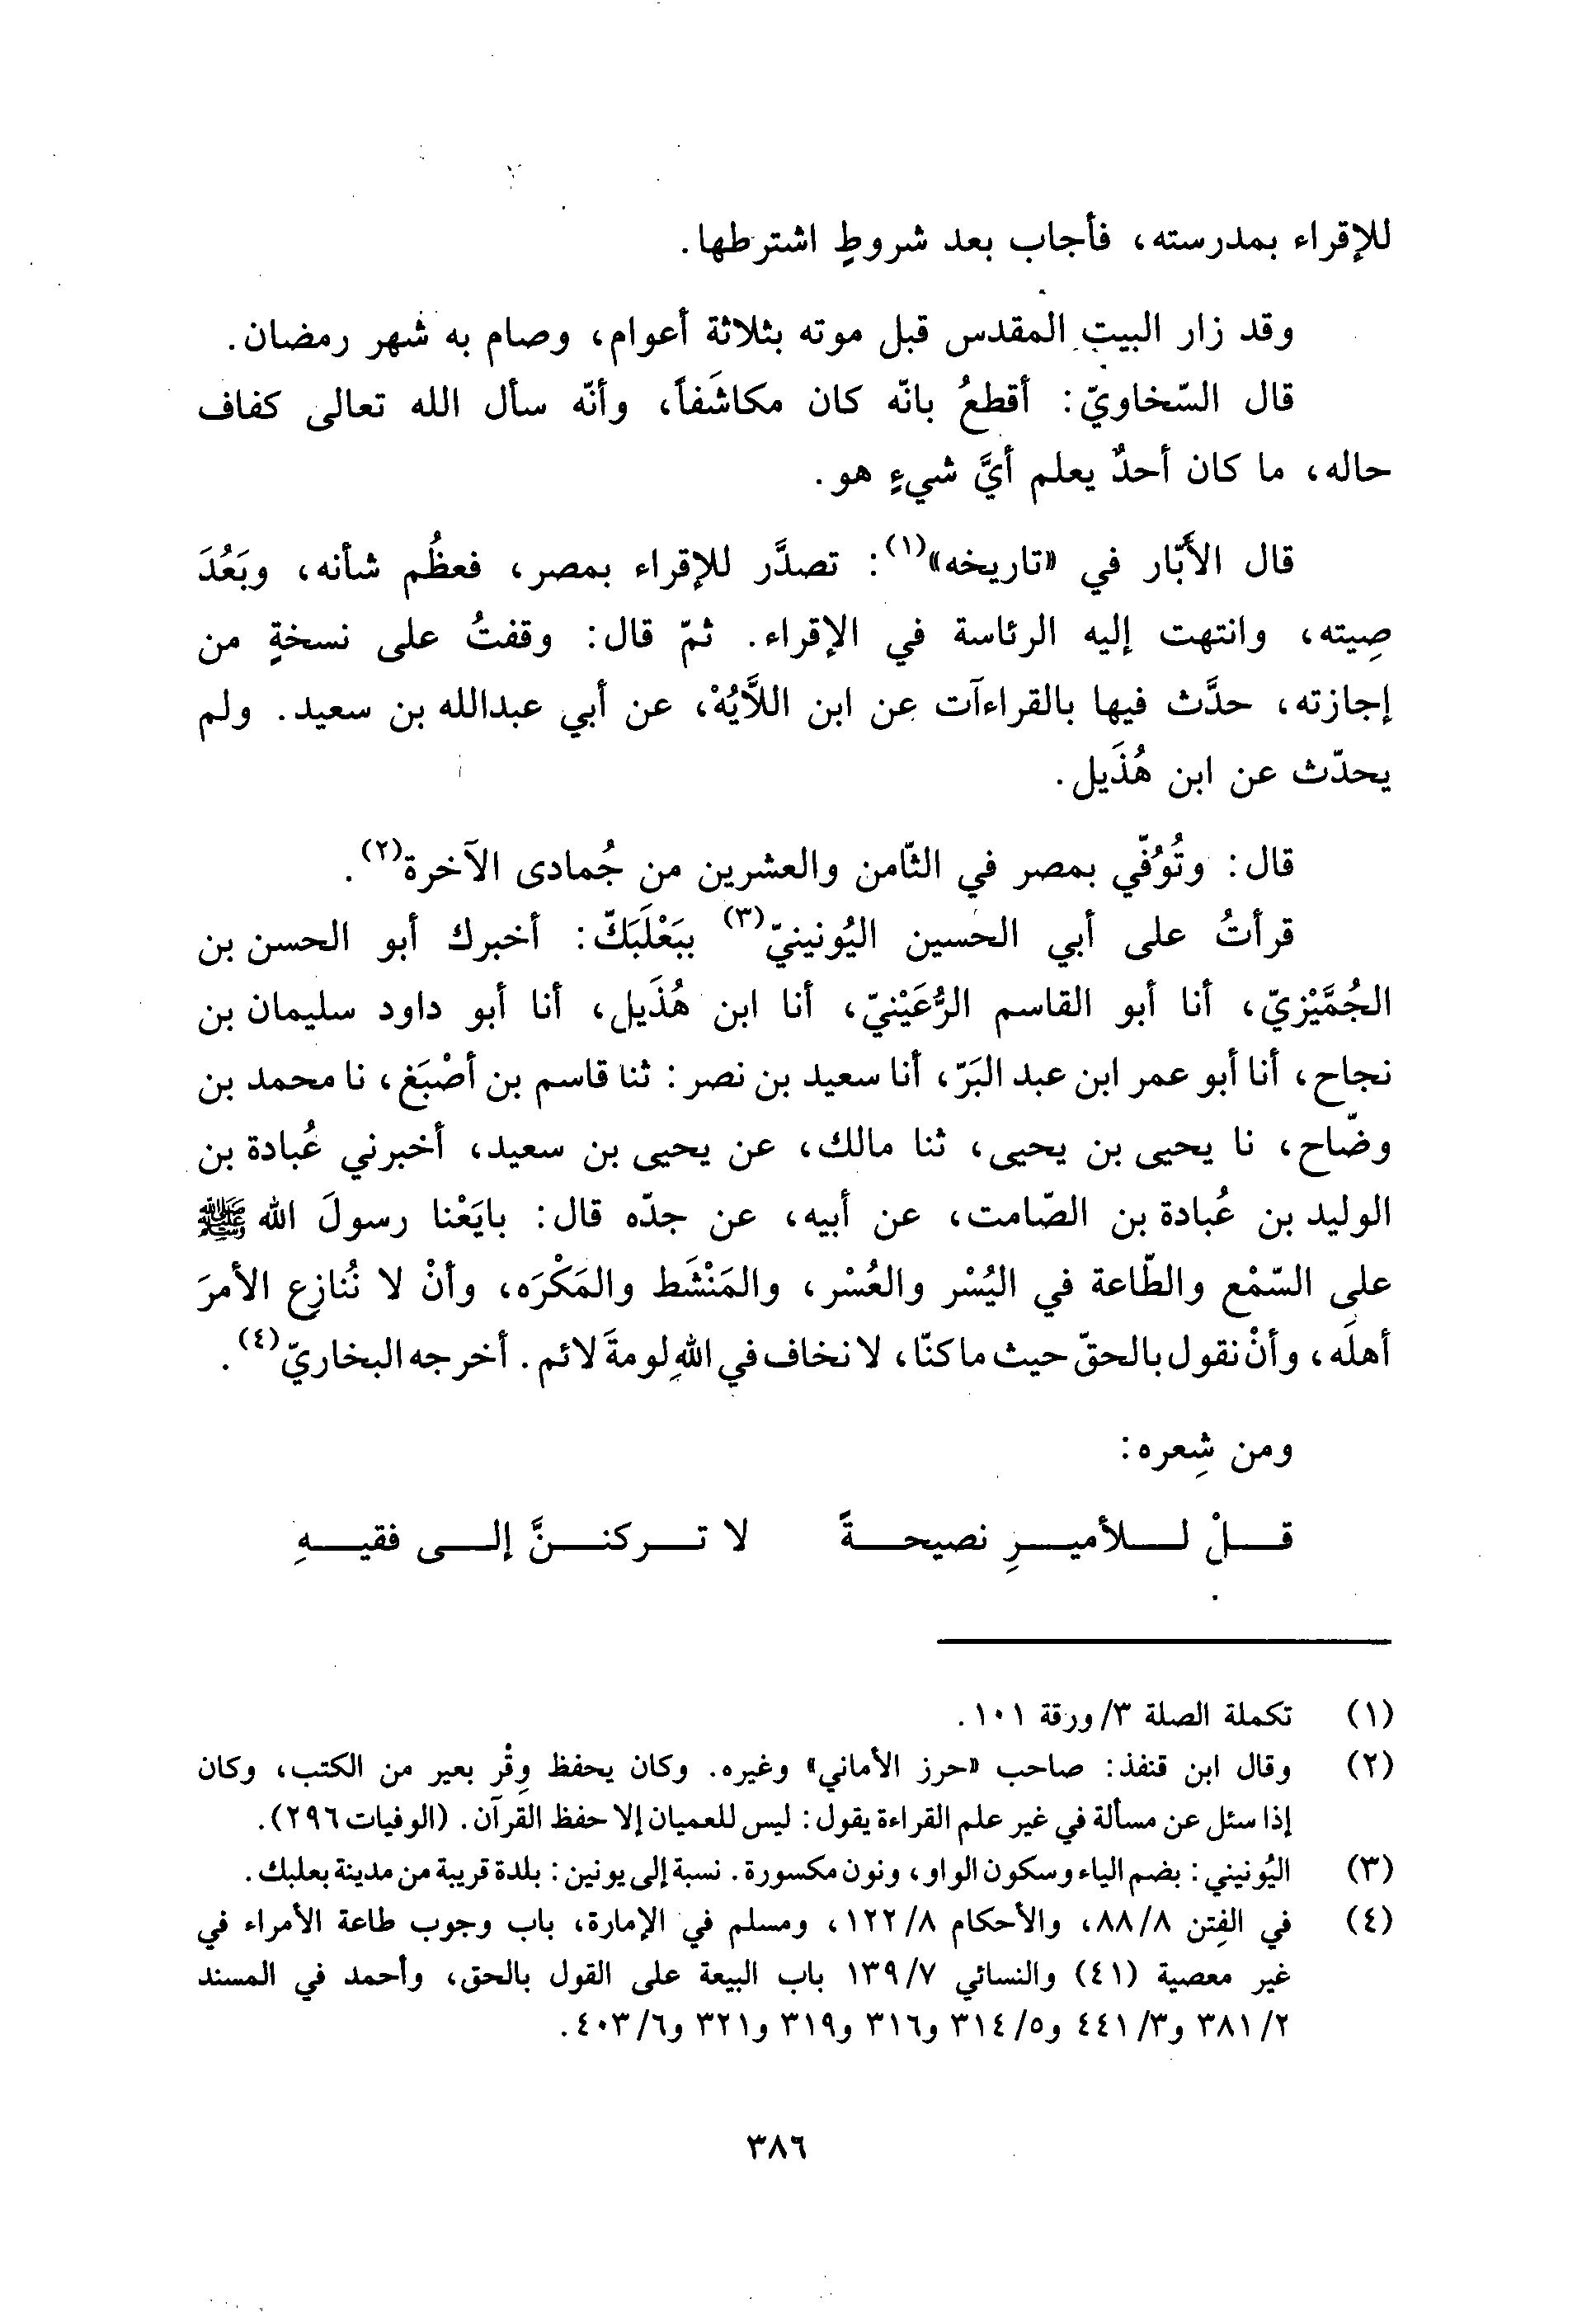 للإقراء بمدرسته، فأجاب بعد شروطٍ اشترطها.
وقد زار البيت المقدس قبل موته بثلاثة أعوام، وصام به شهر رمضان.
قال السّخاويّ: أقطعُ بانّه كان مكاشَفاً، وأنّه سأل الله تعالى كفاف
حاله، ما كان أحدٌ يعلم أيَّ شيءٍ هو.
قال الأَبّار في «تاريخه»(١): تصدَّر للإقراء بمصر، فعظُم شأنه، وبَعُدَ
صِيته، وانتهت إليه الرئاسة في الإقراء. ثمّ قال: وقفتُ على نسخةٍ من
إجازته، حدَّث فيها بالقراءآت عن ابن اللَّايُهْ، عن أبي عبدالله بن سعيد. ولم
يحدّث عن ابن هُذَيل.
قال: وتُوُفّي بمصر في الثّامن والعشرين من جُمادى الآخرة(٢).
قرأتُ على أبي الحسين اليُونينيّ(٣) ببَعْلَبَكّ: أخبرك أبو الحسن بن
الجُمَّيْزيّ، أنا أبو القاسم الرُّعَيْنيّ، أنا ابن هُذَيل، أنا أبو داود سليمان بن
نجاح، أنا أبو عمر ابن عبد البَرّ، أنا سعيد بن نصر: ثنا قاسم بن أصْبَغ، نا محمد بن
وضّاح، نا يحيى بن يحيى، ثنا مالك، عن يحيى بن سعيد، أخبرني عُبادة بن
الوليد بن عُبادة بن الصّامت، عن أبيه، عن جدّه قال: بايَعْنا رسولَ الله ﷺ
على السّمْع والطّاعة في اليُسْر والعُسْر، والمَنْشَط والمَكْرَه، وأنْ لا نُنازِع الأمرَ
أهلَه، وأنْ نقول بالحقّ حيث ما كنّا، لا نخاف في اللهِ لومةَ لائم. أخرجه البخاريّ(٤).
ومن شِعره:
قـلْ لـلأميـرِ نصيحـةً لا تـركنـنَّ إلـى فقيـهِ
(١) تكملة الصلة ٣/ ورقة ١٠١.
(٢) وقال ابن قنفذ: صاحب «حرز الأماني» وغيره. وكان يحفظ وِقْر بعير من الكتب، وكان
إذا سئل عن مسألة في غير علم القراءة يقول: ليس للعميان إلا حفظ القرآن. (الوفيات ٢٩٦).
(٣) اليُونيني: بضم الياء وسكون الواو، ونون مكسورة. نسبة إلى يونين: بلدة قريبة من مدينة بعلبك.
(٤) في الفِتن ٨/ ٨٨، والأحكام ٨/ ١٢٢، ومسلم في الإمارة، باب وجوب طاعة الأمراء في
غير معصية (٤١) والنسائي ٧/ ١٣٩ باب البيعة على القول بالحق، وأحمد في المسند
٢/ ٣٨١ و٣/ ٤٤١ و٥/ ٣١٤ و٣١٦ و٣١٩ و٣٢١ و٦/ ٤٠٣.
٣٨٦